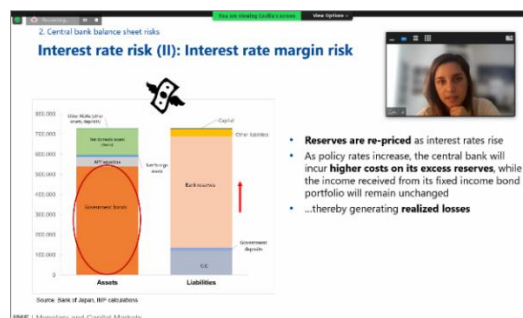 You are viewing
screen
View Options
2. Central bank balance sheet risks
Interest rate risk (II): Interest rate margin risk
Capital
Other liabilities
Bank reserves
Government bonds
Government
deposits
800,000
700,000
600,000
500,000
400,000
300,000
200,000
100,000
0
Assets
Liabilities
Source: Bank of Japan, IMF calculations
• Reserves are re-priced as interest rates rise
• As policy rates increase, the central bank will
incur higher costs on its excess reserves, while
the income received from its fixed income bond
portfolio will remain unchanged
• ...thereby generating realized losses
Monetary and Capital Markets